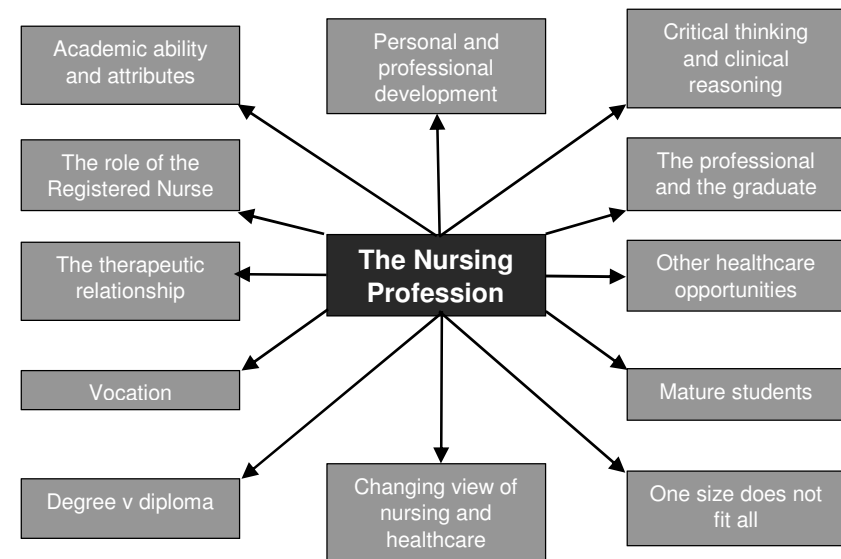 Academic ability
and attributes
Personal and
professional
development
Critical thinking
and clinical
reasoning
The role of the
Registered Nurse
The professional
and the graduate
The Nursing
Profession
The therapeutic
relationship
Other healthcare
opportunities
Vocation
Mature students
Degree v diploma
Changing view of
nursing and
healthcare
One size does not
fit all